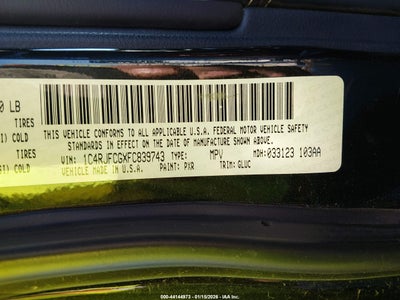 0 LB
TIRES
I) COLD
TIRES
SI) COLD
THIS VEHICLE CONFORMS TO ALL APPLICABLE U.S.A. FEDERAL MOTOR VEHICLE SAFETY
STANDARDS IN EFFECT ON THE DATE OF MANUFACTURE SHOWN ABOVE.
VIN: 1C4RJFCGXFC839743 TYPE: MPV MDH: 033123 103AA
VEHICLE MADE IN U.S.A. PAINT: PXR TRIM: GLUC
000-44144973 - 01/15/2026 - IAA Inc.